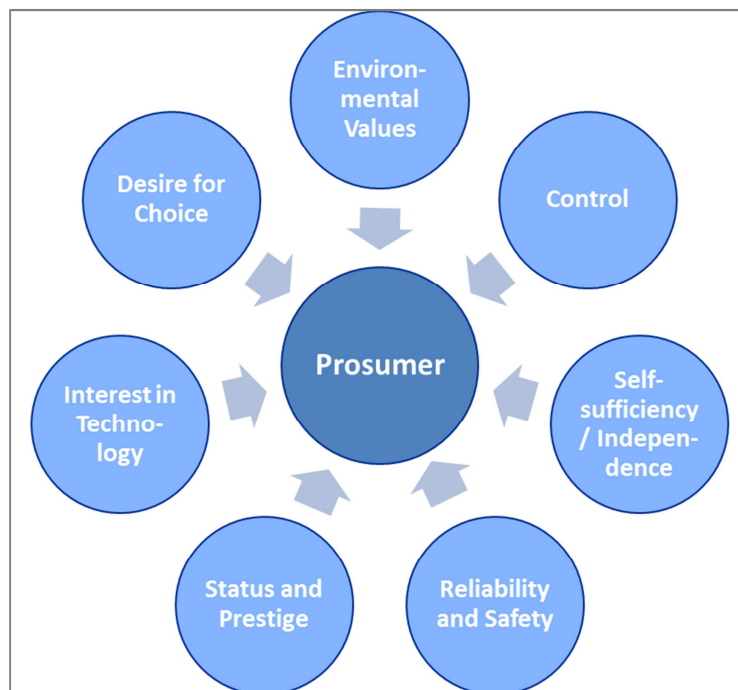 Environ-
mental
Values
Desire for
Choice
Control
Prosumer
Interest in
Techno-
logy
Self-
sufficiency
/ Indepen-
dence
Status and
Prestige
Reliability
and Safety